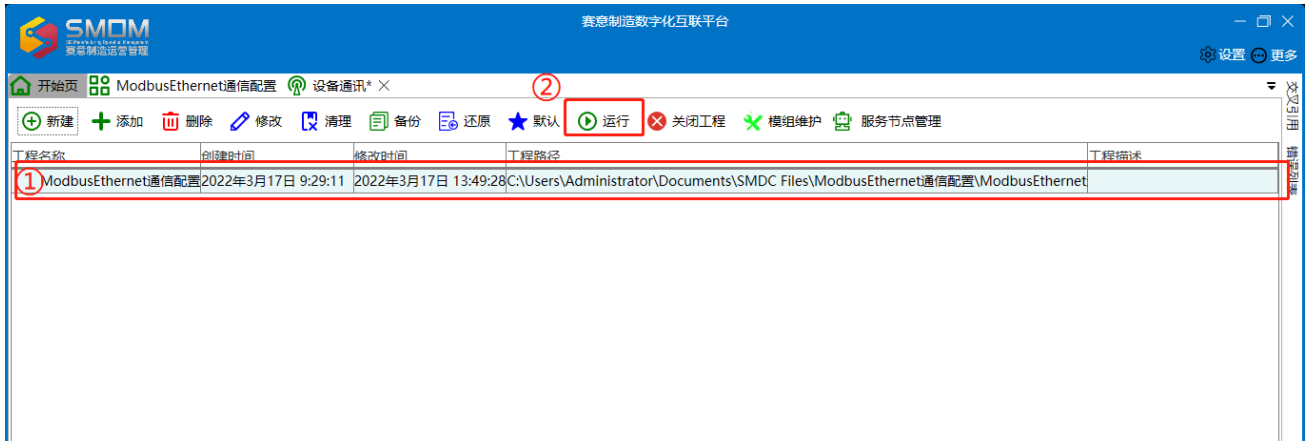 赛意制造数字化互联平台
SMOM
赛意制造运营管理
设置 更多
开始页 ModbusEthernet通信配置 设备通讯*
②
新建 添加 删除 修改 清理 备份 还原 默认 运行 关闭工程 模组维护 服务节点管理
工程名称 创建时间 修改时间 工程路径 工程描述
① ModbusEthernet通信配置 2022年3月17日 9:29:11 2022年3月17日 13:49:28 C:\Users\Administrator\Documents\SMDC Files\ModbusEthernet通信配置\ModbusEthernet
交叉引用
错误列表